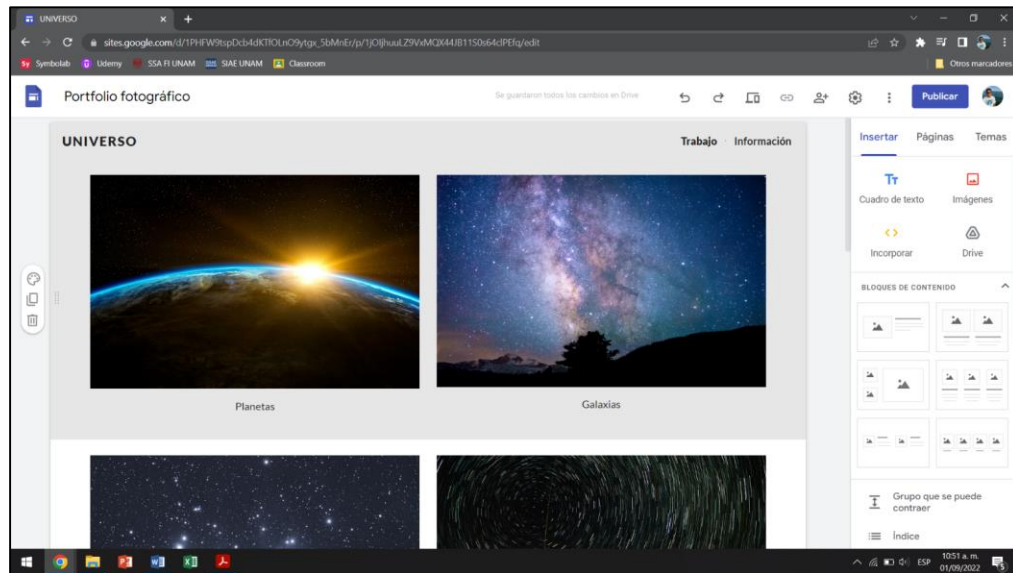 UNIVERSO
sites.google.com/d/1PHFW9tspDcb4dKTfOLnO9ytgx_5bMnEr/p/1jOIjhuuLZ9VxMQX44JB11S0s64clPEfq/edit
Symbolab Udemy SSA FI UNAM SIAE UNAM Classroom Otros marcadores
Portfolio fotográfico Se guardaron todos los cambios en Drive Publicar
UNIVERSO Trabajo Información
Insertar Páginas Temas
Cuadro de texto Imágenes
Incorporar Drive
BLOQUES DE CONTENIDO
Planetas Galaxias
Grupo que se puede
contraer
Índice
ESP 10:51 a. m.
01/09/2022